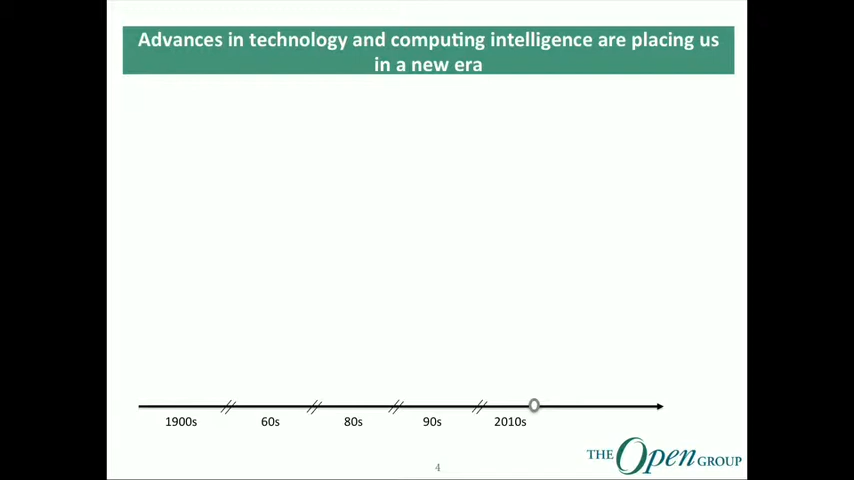 Advances in technology and computing intelligence are placing us
in a new era
1900s 60s 80s 90s 2010s
4
THE Open GROUP